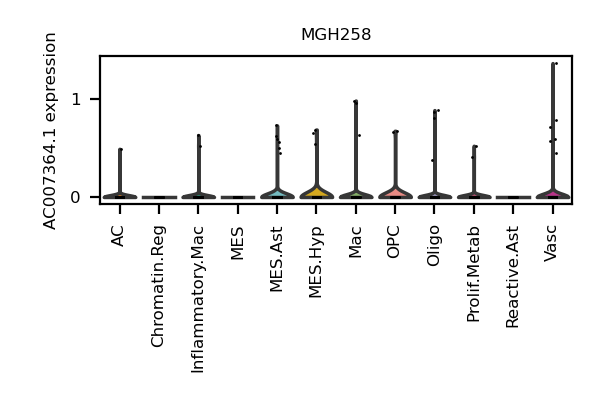 MGH258
AC007364.1 expression
1
0
AC
Chromatin.Reg
Inflammatory.Mac
MES
MES.Ast
MES.Hyp
Mac
OPC
Oligo
Prolif.Metab
Reactive.Ast
Vasc